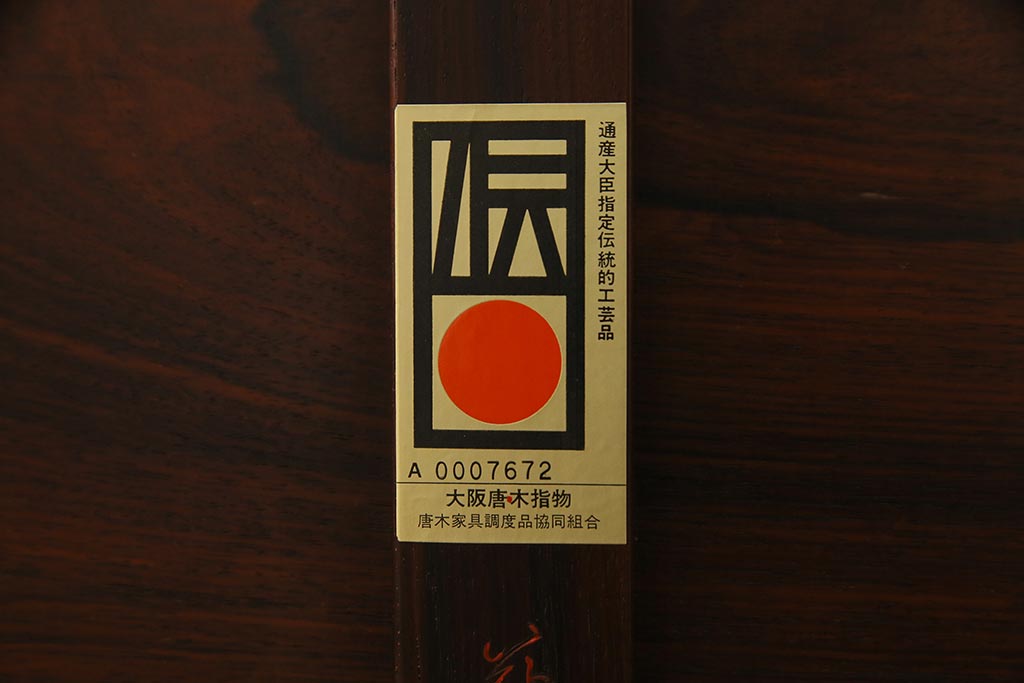 通産大臣指定伝統的工芸品
A 0007672
大阪唐木指物
唐木家具調度品協同組合